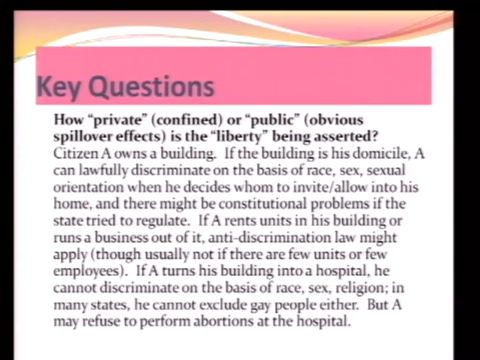 Key Questions
How “private” (confined) or “public” (obvious
spillover effects) is the “liberty” being asserted?
Citizen A owns a building. If the building is his domicile, A
can lawfully discriminate on the basis of race, sex, sexual
orientation when he decides whom to invite/allow into his
home, and there might be constitutional problems if the
state tried to regulate. If A rents units in his building or
runs a business out of it, anti-discrimination law might
apply (though usually not if there are few units or few
employees). If A turns his building into a hospital, he
cannot discriminate on the basis of race, sex, religion; in
many states, he cannot exclude gay people either. But A
may refuse to perform abortions at the hospital.